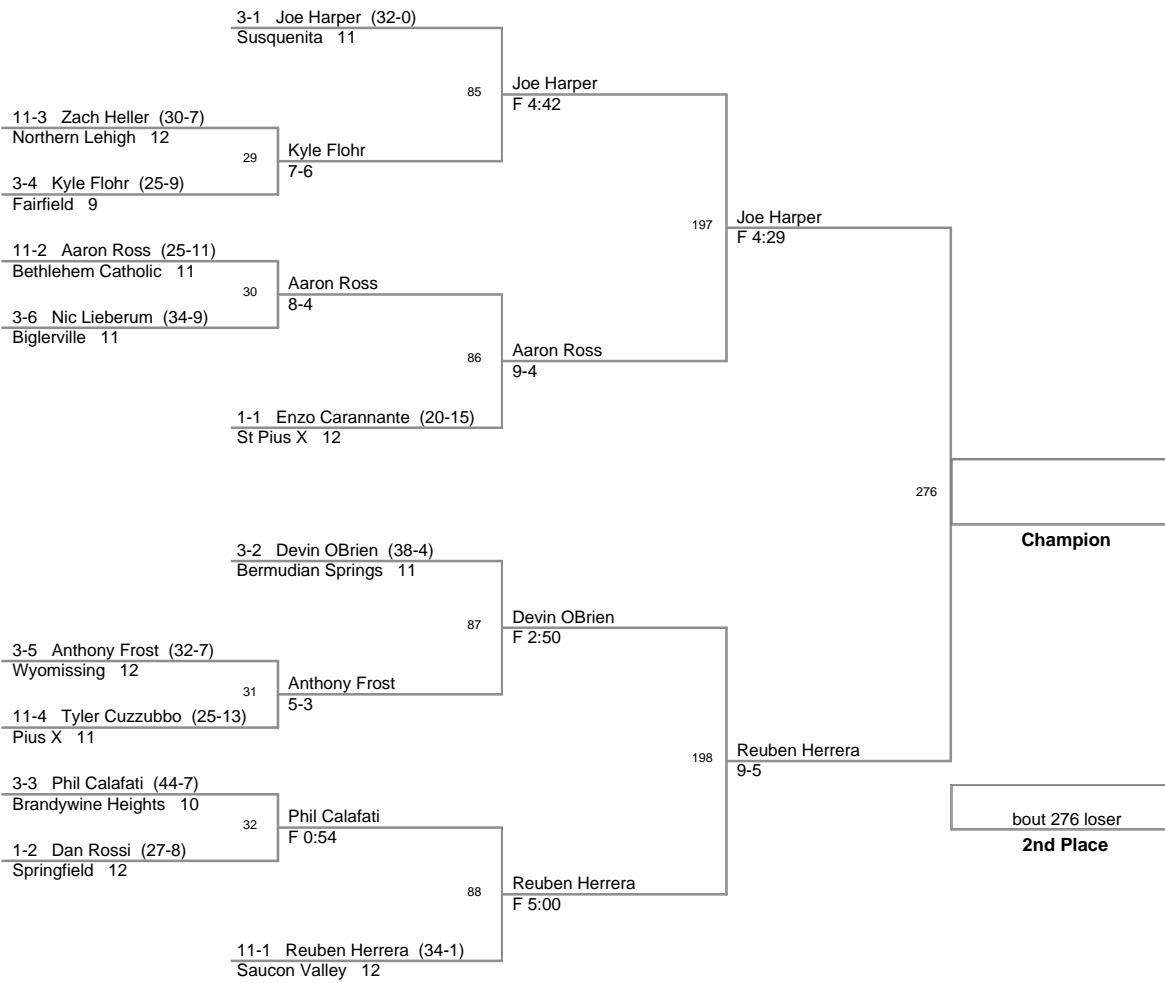 3-1 Joe Harper (32-0)
Susquenita 11
85
Joe Harper
F 4:42
11-3 Zach Heller (30-7)
Northern Lehigh 12
29
Kyle Flohr
7-6
3-4 Kyle Flohr (25-9)
Fairfield 9
197
Joe Harper
F 4:29
11-2 Aaron Ross (25-11)
Bethlehem Catholic 11
30
Aaron Ross
8-4
3-6 Nic Lieberum (34-9)
Biglerville 11
86
Aaron Ross
9-4
1-1 Enzo Carannante (20-15)
St Pius X 12
276
Champion
3-2 Devin OBrien (38-4)
Bermudian Springs 11
87
Devin OBrien
F 2:50
3-5 Anthony Frost (32-7)
Wyomissing 12
31
Anthony Frost
5-3
11-4 Tyler Cuzzubbo (25-13)
Pius X 11
198
Reuben Herrera
9-5
3-3 Phil Calafati (44-7)
Brandywine Heights 10
32
Phil Calafati
F 0:54
1-2 Dan Rossi (27-8)
Springfield 12
bout 276 loser
2nd Place
88
Reuben Herrera
F 5:00
11-1 Reuben Herrera (34-1)
Saucon Valley 12